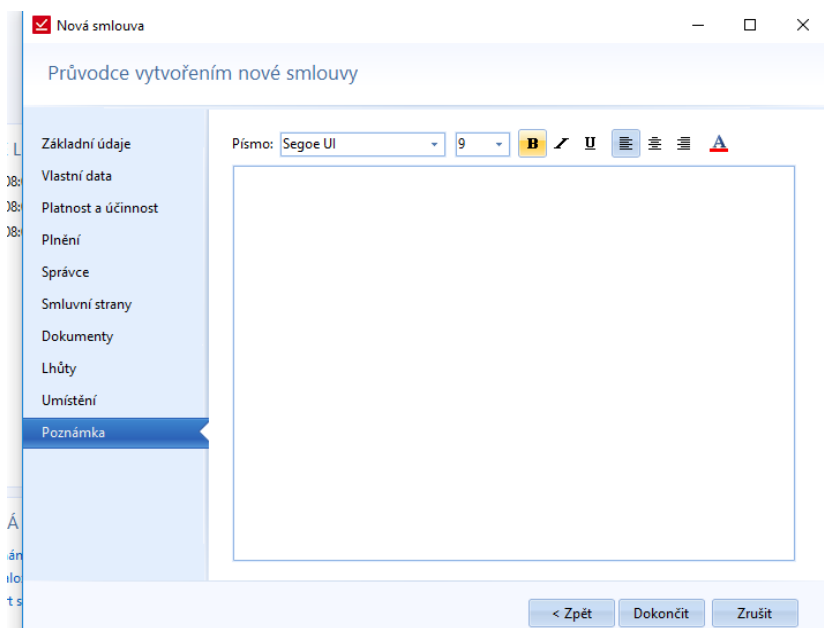 Nová smlouva
Průvodce vytvořením nové smlouvy
Základní údaje
Vlastní data
Platnost a účinnost
Plnění
Správce
Smluvní strany
Dokumenty
Lhůty
Umístění
Poznámka
Písmo: Segoe UI 9 B I U A
< Zpět Dokončit Zrušit